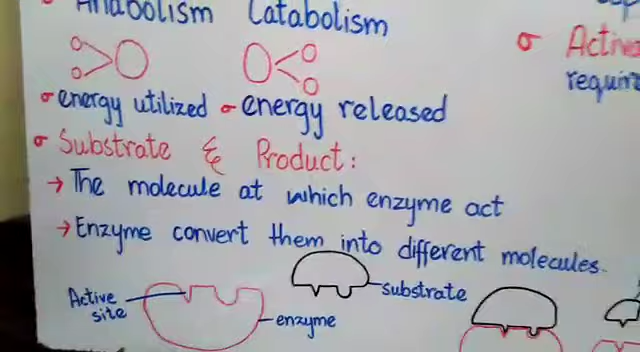 Anabolism Catabolism
energy utilized energy released
Substrate & Product:
→ The molecule at which enzyme act
→ Enzyme convert them into different molecules.
Active site
substrate
enzyme
requir